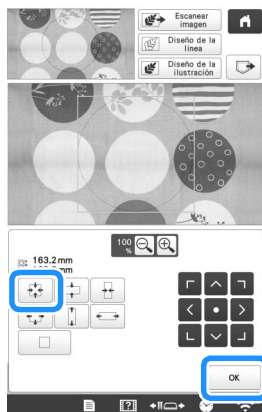 Escanear
imagen
Diseño de la
línea
Diseño de la
ilustración
100
%
163.2mm
OK